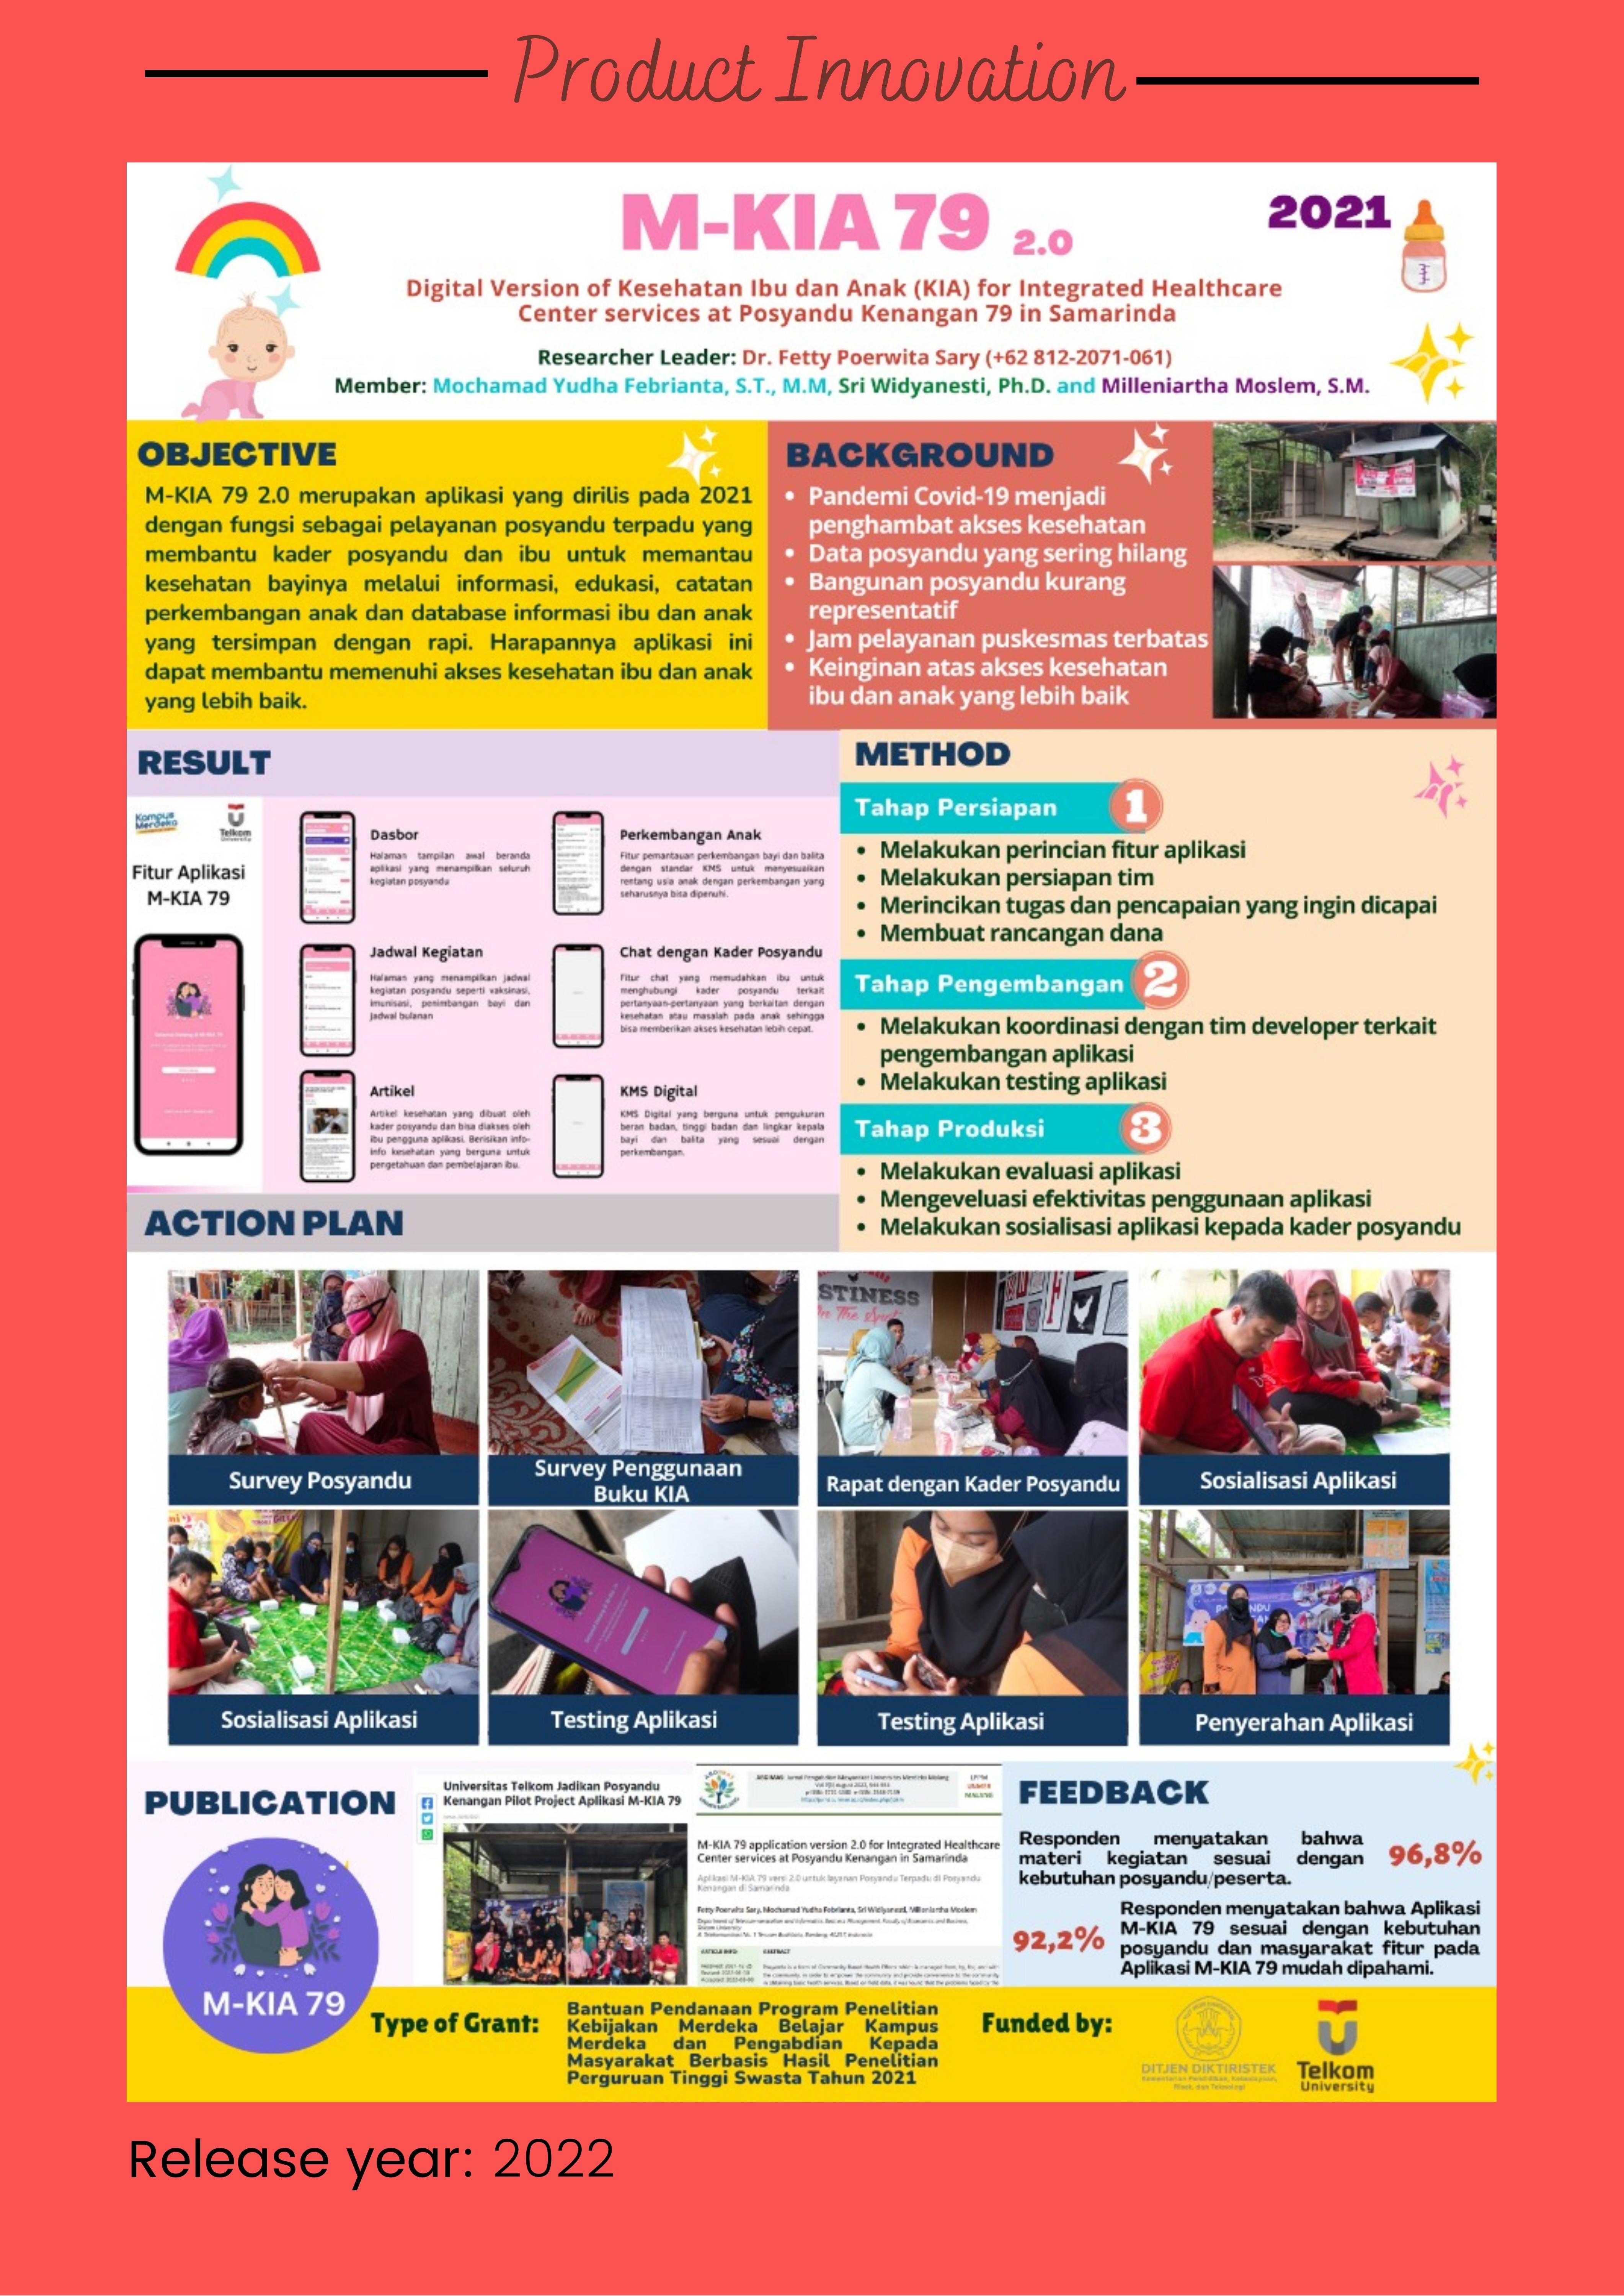 Product Innovation
M-KIA 79 2.0
2021
Digital Version of Kesehatan Ibu dan Anak (KIA) for Integrated Healthcare
Center services at Posyandu Kenangan 79 in Samarinda
Researcher Leader: Dr. Fetty Poerwita Sary (+62 812-2071-061)
Member: Mochamad Yudha Febrianta, S.T., M.M, Sri Widyanesti, Ph.D. and Milleniartha Moslem, S.M.
OBJECTIVE
M-KIA 79 2.0 merupakan aplikasi yang dirilis pada 2021
dengan fungsi sebagai pelayanan posyandu terpadu yang
membantu kader posyandu dan ibu untuk memantau
kesehatan bayinya melalui informasi, edukasi, catatan
perkembangan anak dan database informasi ibu dan anak
yang tersimpan dengan rapi. Harapannya aplikasi ini
dapat membantu memenuhi akses kesehatan ibu dan anak
yang lebih baik.
BACKGROUND
• Pandemi Covid-19 menjadi
penghambat akses kesehatan
• Data posyandu yang sering hilang
• Bangunan posyandu kurang
representatif
• Jam pelayanan puskesmas terbatas
• Keinginan atas akses kesehatan
ibu dan anak yang lebih baik
RESULT
Kampus
Merdeka
Telkom
University
Fitur Aplikasi
M-KIA 79
Dasbor
Halaman tampilan awal beranda
aplikasi yang menampilkan seluruh
kegiatan posyandu
Perkembangan Anak
Fitur pemantauan perkembangan bayi dan balita
dengan standar KMS untuk menyesuaikan
rentang usia anak dengan perkembangan yang
seharusnya bisa dipenuhi.
Jadwal Kegiatan
Halaman yang menampilkan jadwal
kegiatan posyandu seperti vaksinasi,
imunisasi, penimbangan bayi dan
jadwal bulanan
Chat dengan Kader Posyandu
Fitur chat yang memudahkan ibu untuk
menghubungi kader posyandu terkait
pertanyaan-pertanyaan yang berkaitan dengan
kesehatan atau masalah pada anak sehingga
bisa memberikan akses kesehatan lebih cepat.
Artikel
Artikel kesehatan yang dibuat oleh
kader posyandu dan bisa diakses oleh
ibu pengguna aplikasi. Berisikan info-
info kesehatan yang berguna untuk
pergetahuan dan pembelajaran ibu.
KMS Digital
KMS Digital yang berguna untuk pengukuran
beran badan, tinggi badan dan lingkar kepala
bayi dan balita yang sesuai dengan
perkembangan.
METHOD
Tahap Persiapan 1
• Melakukan perincian fitur aplikasi
• Melakukan persiapan tim
• Merincikan tugas dan pencapaian yang ingin dicapai
• Membuat rancangan dana
Tahap Pengembangan 2
• Melakukan koordinasi dengan tim developer terkait
pengembangan aplikasi
• Melakukan testing aplikasi
Tahap Produksi 3
• Melakukan evaluasi aplikasi
• Mengeveluasi efektivitas penggunaan aplikasi
• Melakukan sosialisasi aplikasi kepada kader posyandu
ACTION PLAN
STINESS
Survey Posyandu
Survey Penggunaan
Buku KIA
Rapat dengan Kader Posyandu
Sosialisasi Aplikasi
Sosialisasi Aplikasi
Testing Aplikasi
Testing Aplikasi
Penyerahan Aplikasi
PUBLICATION
M-KIA 79
Universitas Telkom Jadikan Posyandu
Kenangan Pilot Project Aplikasi M-KIA 79
M-KIA 79 application version 2.0 for Integrated Healthcare
Center services at Posyandu Kenangan in Samarinda
Aplikasi M-KIA 79 versi 2.0 untuk layanan Posyandu Terpadu di Posyandu
Kenangan di Samarinda
Fetty Poerwita Sary, Mochamad Yudha Febrianta, Sri Widiyanesti, Milleniartha Moslem
ARTICLE INFO
ABSTRACT
FEEDBACK
Responden menyatakan bahwa
materi kegiatan sesuai dengan
kebutuhan posyandu/peserta.
96,8%
92,2%
Responden menyatakan bahwa Aplikasi
M-KIA 79 sesuai dengan kebutuhan
posyandu dan masyarakat fitur pada
Aplikasi M-KIA 79 mudah dipahami.
Type of Grant:
Bantuan Pendanaan Program Penelitian
Kebijakan Merdeka Belajar Kampus
Merdeka dan Pengabdian Kepada
Masyarakat Berbasis Hasil Penelitian
Perguruan Tinggi Swasta Tahun 2021
Funded by:
DITJEN DIKTIRISTEK
Telkom
University
Release year: 2022